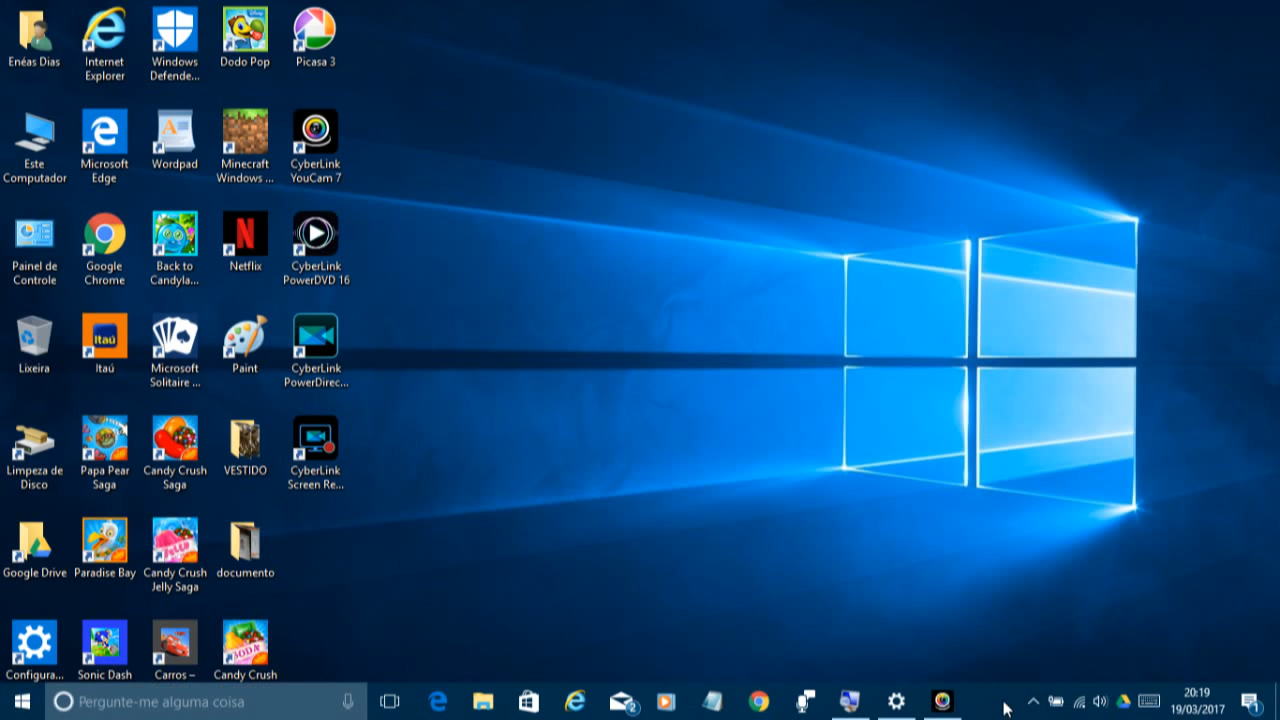 Enéas Dias
Internet
Explorer
Windows
Defende...
Dodo Pop
Picasa 3
Este
Computador
Microsoft
Edge
Wordpad
Minecraft
Windows ...
CyberLink
YouCam 7
Painel de
Controle
Google
Chrome
Back to
Candyla...
Netflix
CyberLink
PowerDVD 16
Lixeira
Itaú
Itaú
Microsoft
Solitaire ...
Paint
CyberLink
PowerDirec...
Limpeza de
Disco
Papa Pear
Saga
Candy Crush
Saga
VESTIDO
CyberLink
Screen Re...
Google Drive
Paradise Bay
Candy Crush
Jelly Saga
documento
Configura...
Sonic Dash
Carros –
SODA
Candy Crush
Pergunte-me alguma coisa
2
20:19
19/03/2017
1